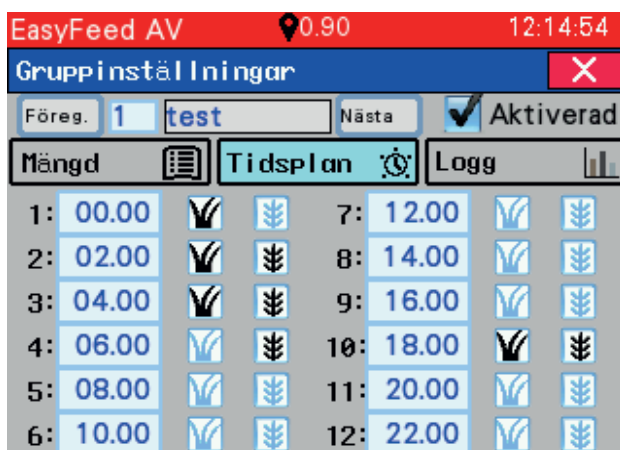 EasyFeed AV 0.90 12:14:54
Gruppinställningar
Föreg. 1 test Nästa Aktiverad
Mängd Tidsplan Logg
1: 00.00 7: 12.00
2: 02.00 8: 14.00
3: 04.00 9: 16.00
4: 06.00 10: 18.00
5: 08.00 11: 20.00
6: 10.00 12: 22.00